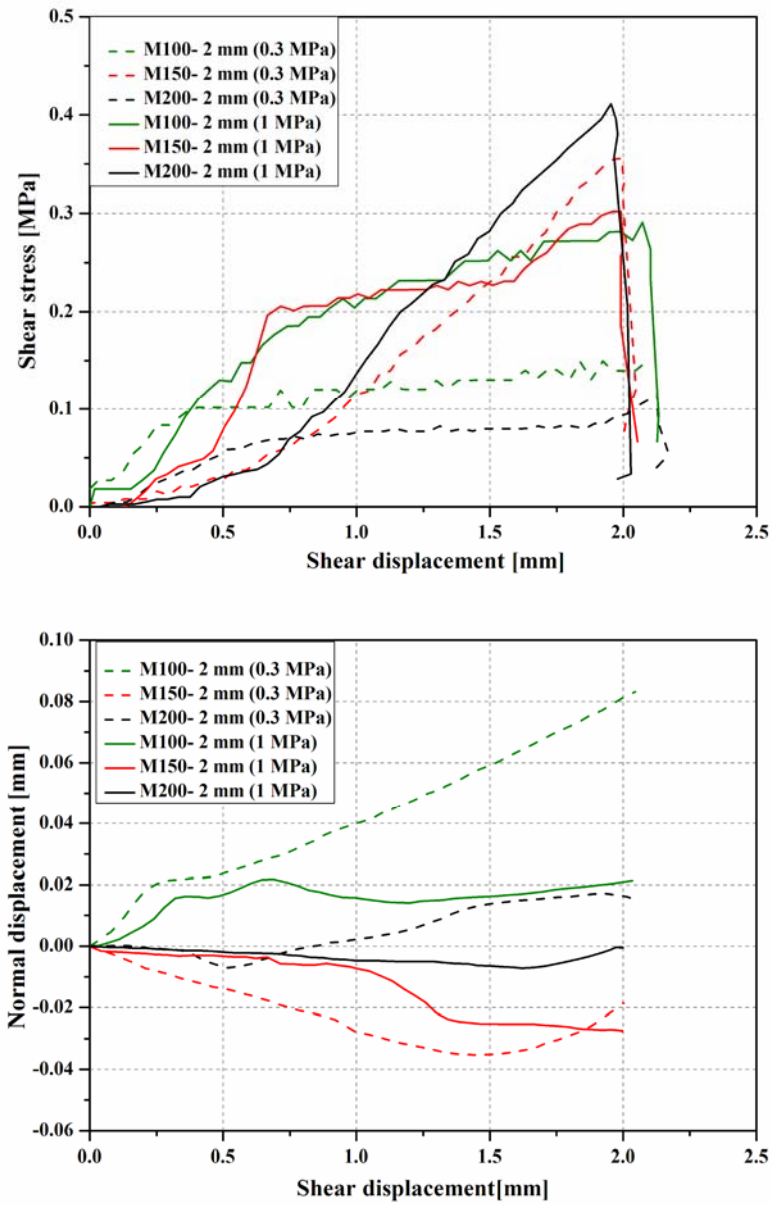 0.5
M100- 2 mm (0.3 MPa)
M150- 2 mm (0.3 MPa)
M200- 2 mm (0.3 MPa)
M100- 2 mm (1 MPa)
M150- 2 mm (1 MPa)
M200- 2 mm (1 MPa)
0.4
0.3
0.2
0.1
0.0
Shear stress [MPa]
0.0 0.5 1.0 1.5 2.0 2.5
Shear displacement [mm]
0.10
M100- 2 mm (0.3 MPa)
M150- 2 mm (0.3 MPa)
M200- 2 mm (0.3 MPa)
M100- 2 mm (1 MPa)
M150- 2 mm (1 MPa)
M200- 2 mm (1 MPa)
0.08
0.06
0.04
0.02
0.00
-0.02
-0.04
-0.06
Normal displacement [mm]
0.0 0.5 1.0 1.5 2.0 2.5
Shear displacement[mm]